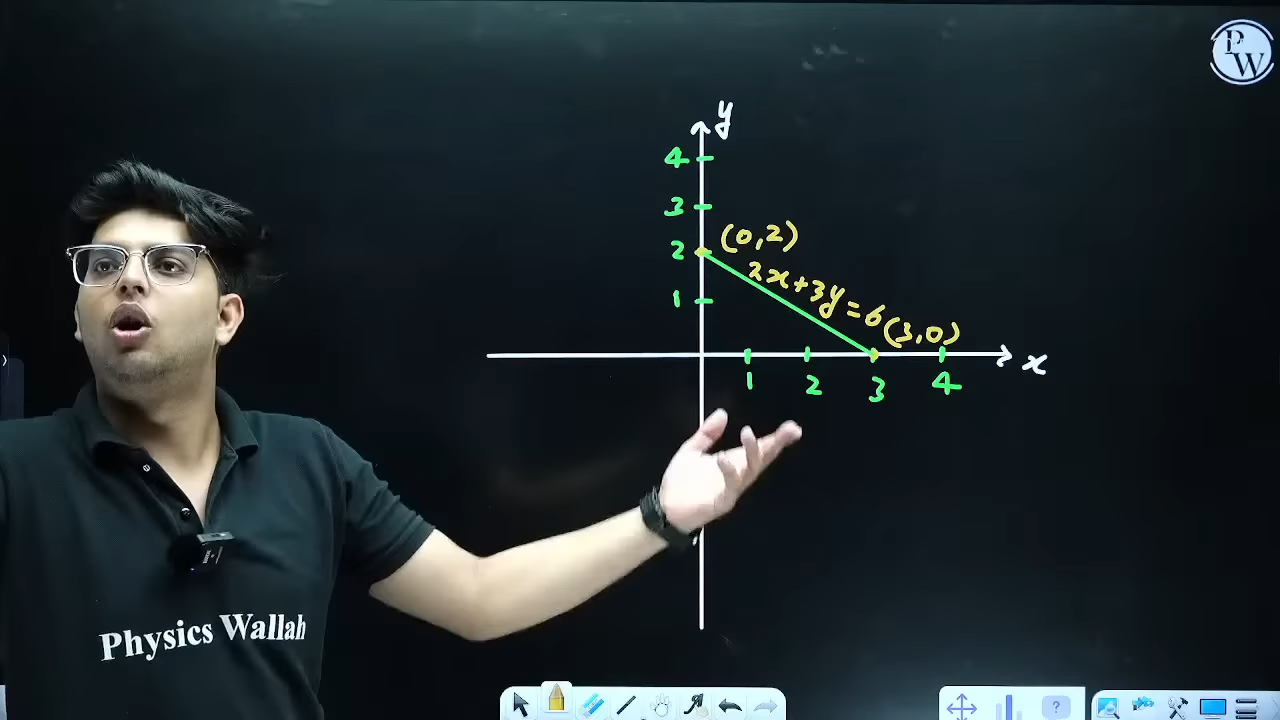 PW
y
4
3
2
(0,2)
2x+3y=6
(3,0)
1
x
1
2
3
4
Physics Wallah
?